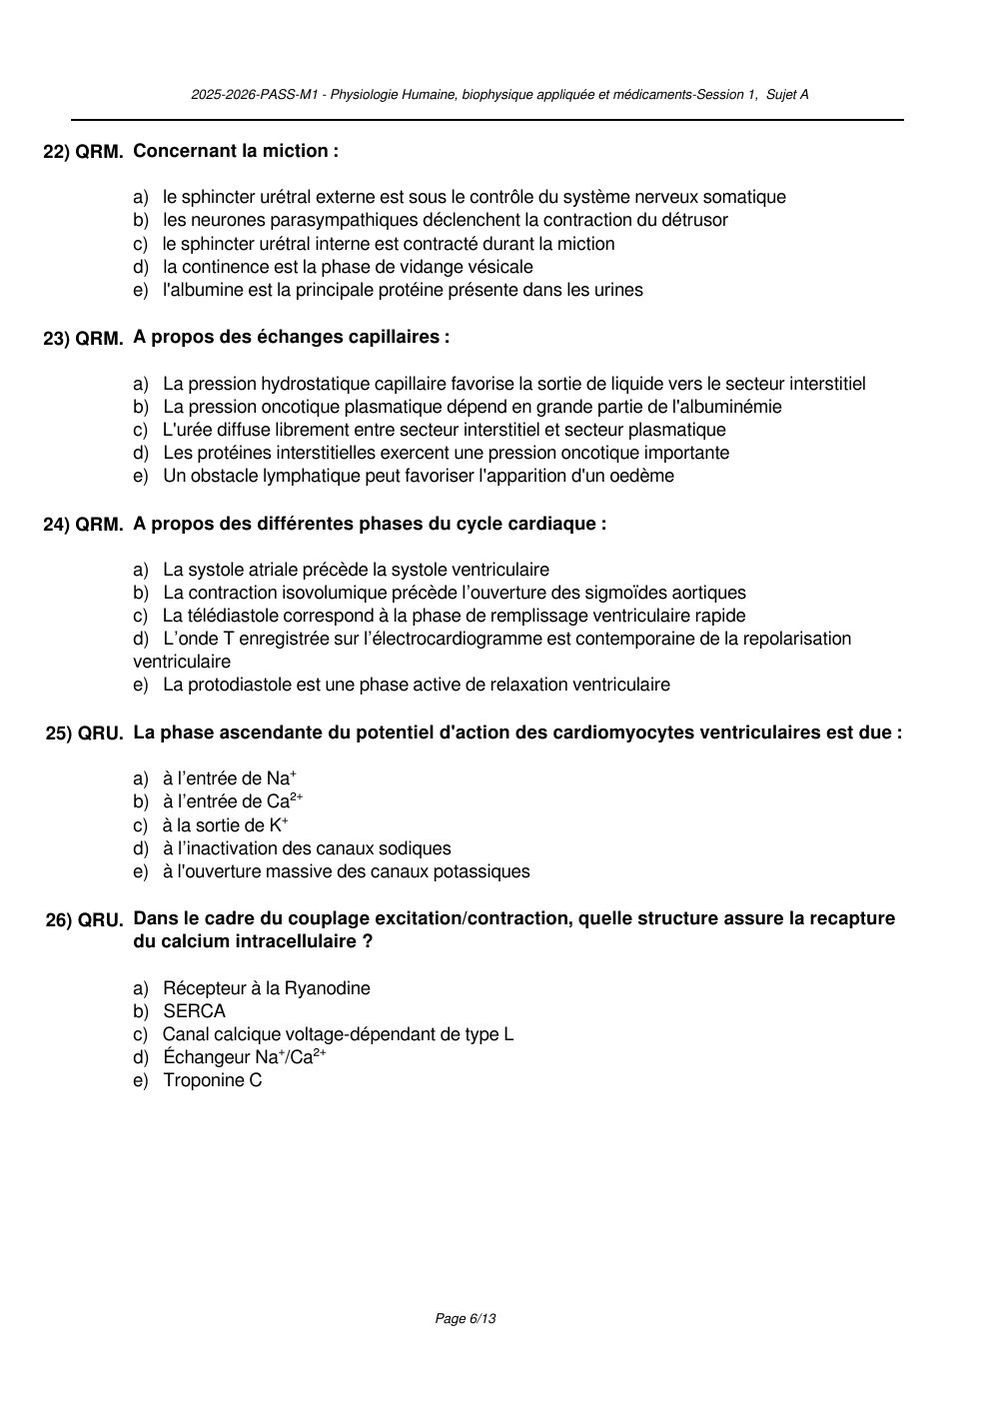 2025-2026-PASS-M1 - Physiologie Humaine, biophysique appliquée et médicaments-Session 1,  Sujet A
22) QRM. Concernant la miction :
a) le sphincter urétral externe est sous le contrôle du système nerveux somatique
b) les neurones parasympathiques déclenchent la contraction du détrusor
c) le sphincter urétral interne est contracté durant la miction
d) la continence est la phase de vidange vésicale
e) l'albumine est la principale protéine présente dans les urines
23) QRM. A propos des échanges capillaires :
a) La pression hydrostatique capillaire favorise la sortie de liquide vers le secteur interstitiel
b) La pression oncotique plasmatique dépend en grande partie de l'albuminémie
c) L'urée diffuse librement entre secteur interstitiel et secteur plasmatique
d) Les protéines interstitielles exercent une pression oncotique importante
e) Un obstacle lymphatique peut favoriser l'apparition d'un oedème
24) QRM. A propos des différentes phases du cycle cardiaque :
a) La systole atriale précède la systole ventriculaire
b) La contraction isovolumique précède l’ouverture des sigmoïdes aortiques
c) La télédiastole correspond à la phase de remplissage ventriculaire rapide
d) L’onde T enregistrée sur l’électrocardiogramme est contemporaine de la repolarisation
ventriculaire
e) La protodiastole est une phase active de relaxation ventriculaire
25) QRU. La phase ascendante du potentiel d'action des cardiomyocytes ventriculaires est due :
a) à l’entrée de Na⁺
b) à l’entrée de Ca²⁺
c) à la sortie de K⁺
d) à l’inactivation des canaux sodiques
e) à l'ouverture massive des canaux potassiques
26) QRU. Dans le cadre du couplage excitation/contraction, quelle structure assure la recapture
du calcium intracellulaire ?
a) Récepteur à la Ryanodine
b) SERCA
c) Canal calcique voltage-dépendant de type L
d) Échangeur Na⁺/Ca²⁺
e) Troponine C
Page 6/13